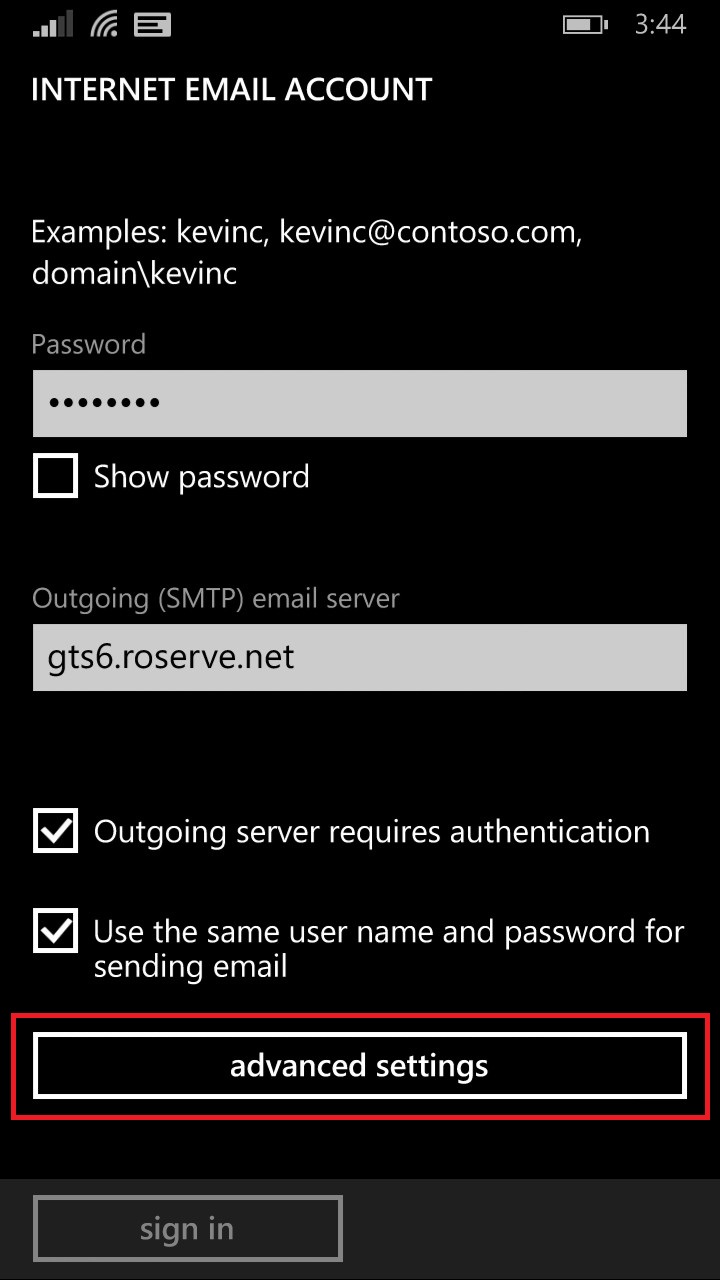 3:44
INTERNET EMAIL ACCOUNT
Examples: kevinc, kevinc@contoso.com,
domain\kevinc
Password
••••••••
Show password
Outgoing (SMTP) email server
gts6.roserve.net
Outgoing server requires authentication
Use the same user name and password for
sending email
advanced settings
sign in